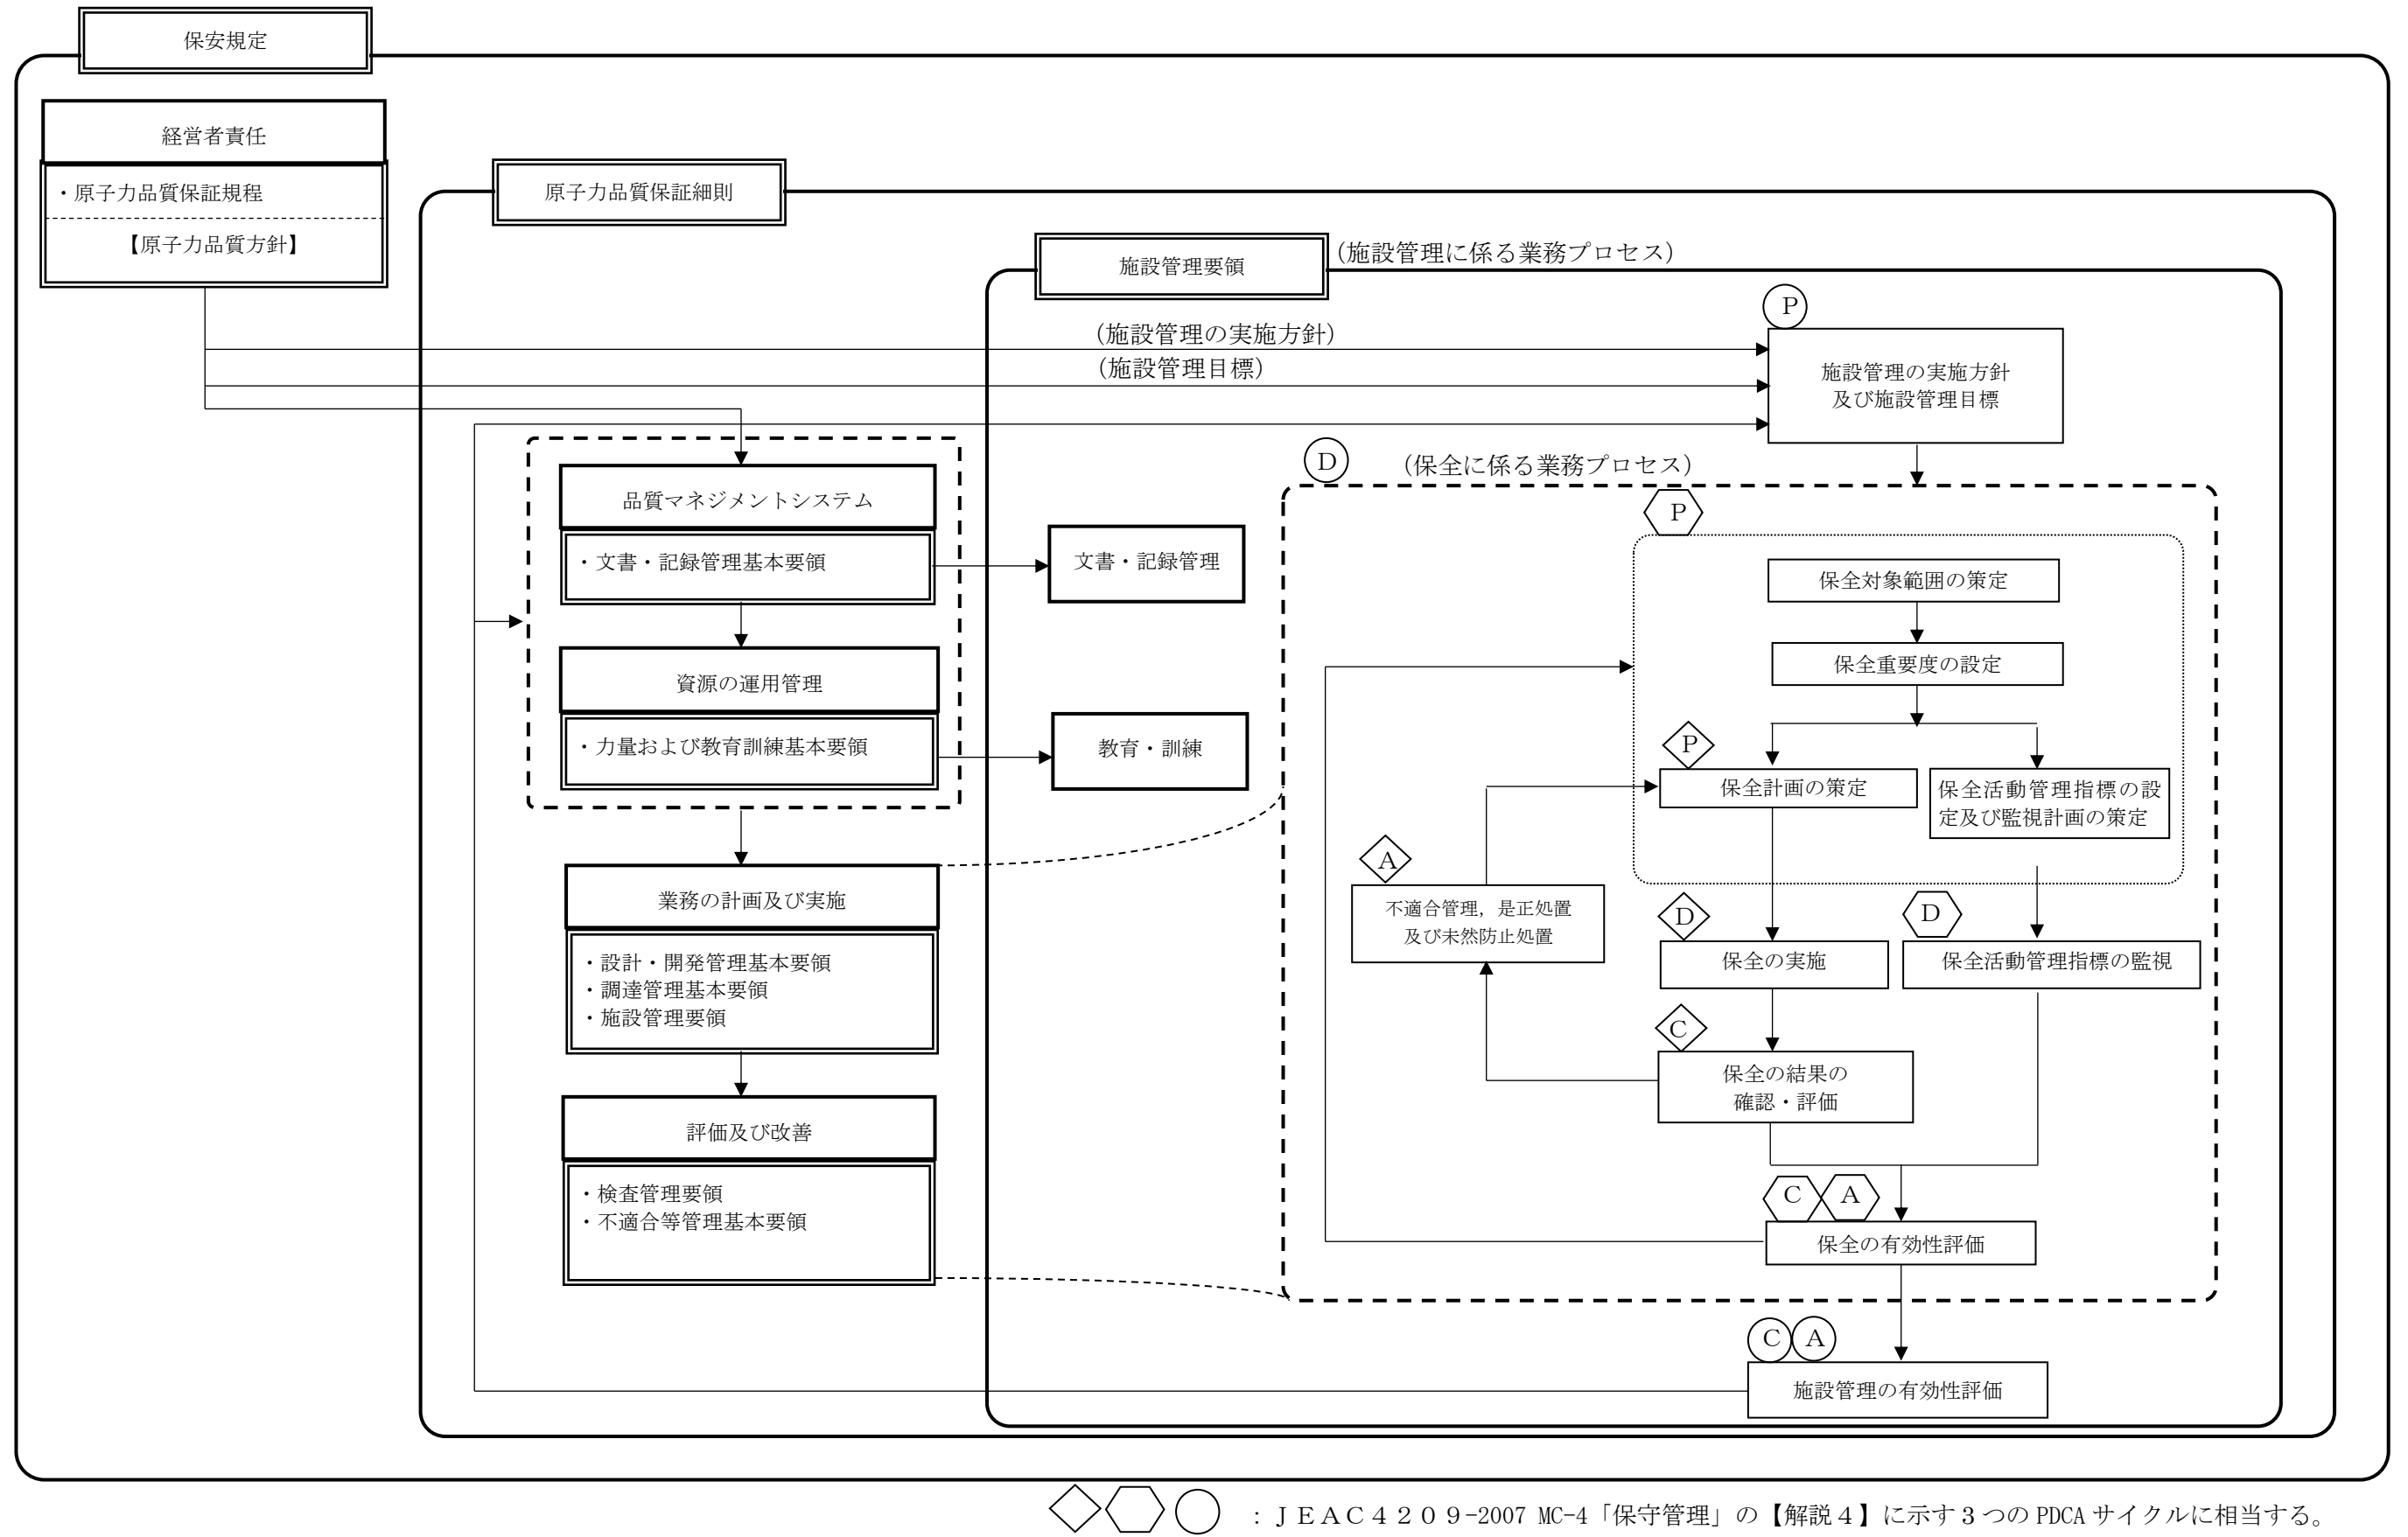 保安規定
経営者責任
・原子力品質保証規程
【原子力品質方針】
原子力品質保証細則
施設管理要領
(施設管理に係る業務プロセス)
(施設管理の実施方針)
(施設管理目標)
P
施設管理の実施方針
及び施設管理目標
品質マネジメントシステム
・文書・記録管理基本要領
文書・記録管理
資源の運用管理
・力量および教育訓練基本要領
教育・訓練
業務の計画及び実施
・設計・開発管理基本要領
・調達管理基本要領
・施設管理要領
評価及び改善
・検査管理要領
・不適合等管理基本要領
D
(保全に係る業務プロセス)
P
保全対象範囲の策定
保全重要度の設定
P
保全計画の策定
保全活動管理指標の設
定及び監視計画の策定
A
不適合管理，是正処置
及び未然防止処置
D
保全の実施
D
保全活動管理指標の監視
C
保全の結果の
確認・評価
C A
保全の有効性評価
C A
施設管理の有効性評価
：ＪＥＡＣ４２０９-2007 MC-4「保守管理」の【解説４】に示す３つの PDCA サイクルに相当する。